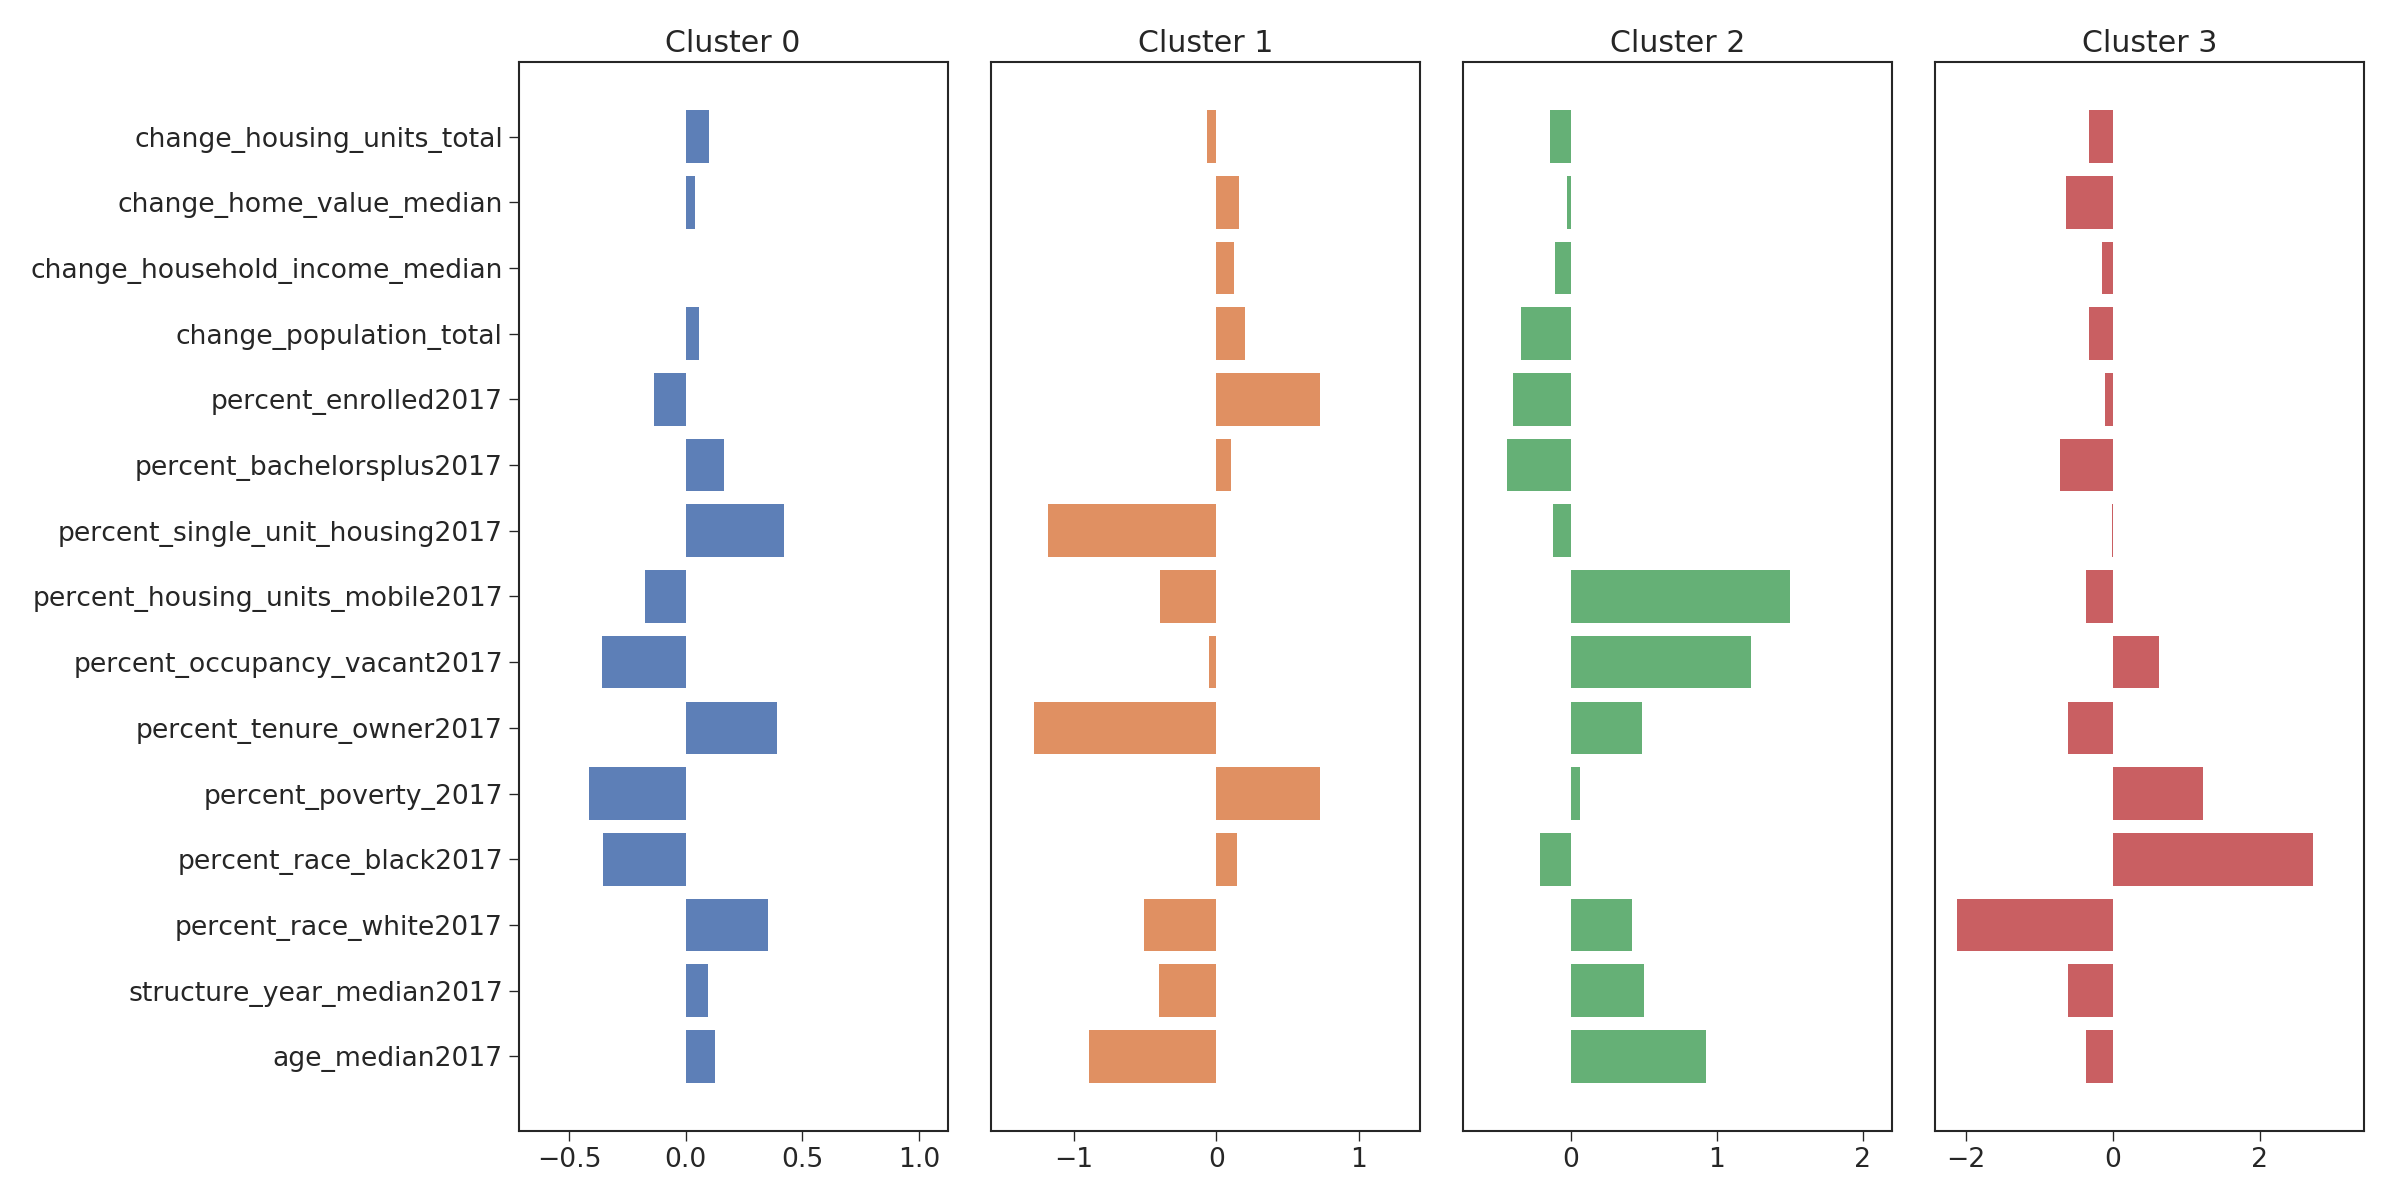 Cluster 0
Cluster 1
Cluster 2
Cluster 3
change_housing_units_total
change_home_value_median
change_household_income_median
change_population_total
percent_enrolled2017
percent_bachelorsplus2017
percent_single_unit_housing2017
percent_housing_units_mobile2017
percent_occupancy_vacant2017
percent_tenure_owner2017
percent_poverty_2017
percent_race_black2017
percent_race_white2017
structure_year_median2017
age_median2017
−0.5 0.0 0.5 1.0
−1 0 1
0 1 2
−2 0 2